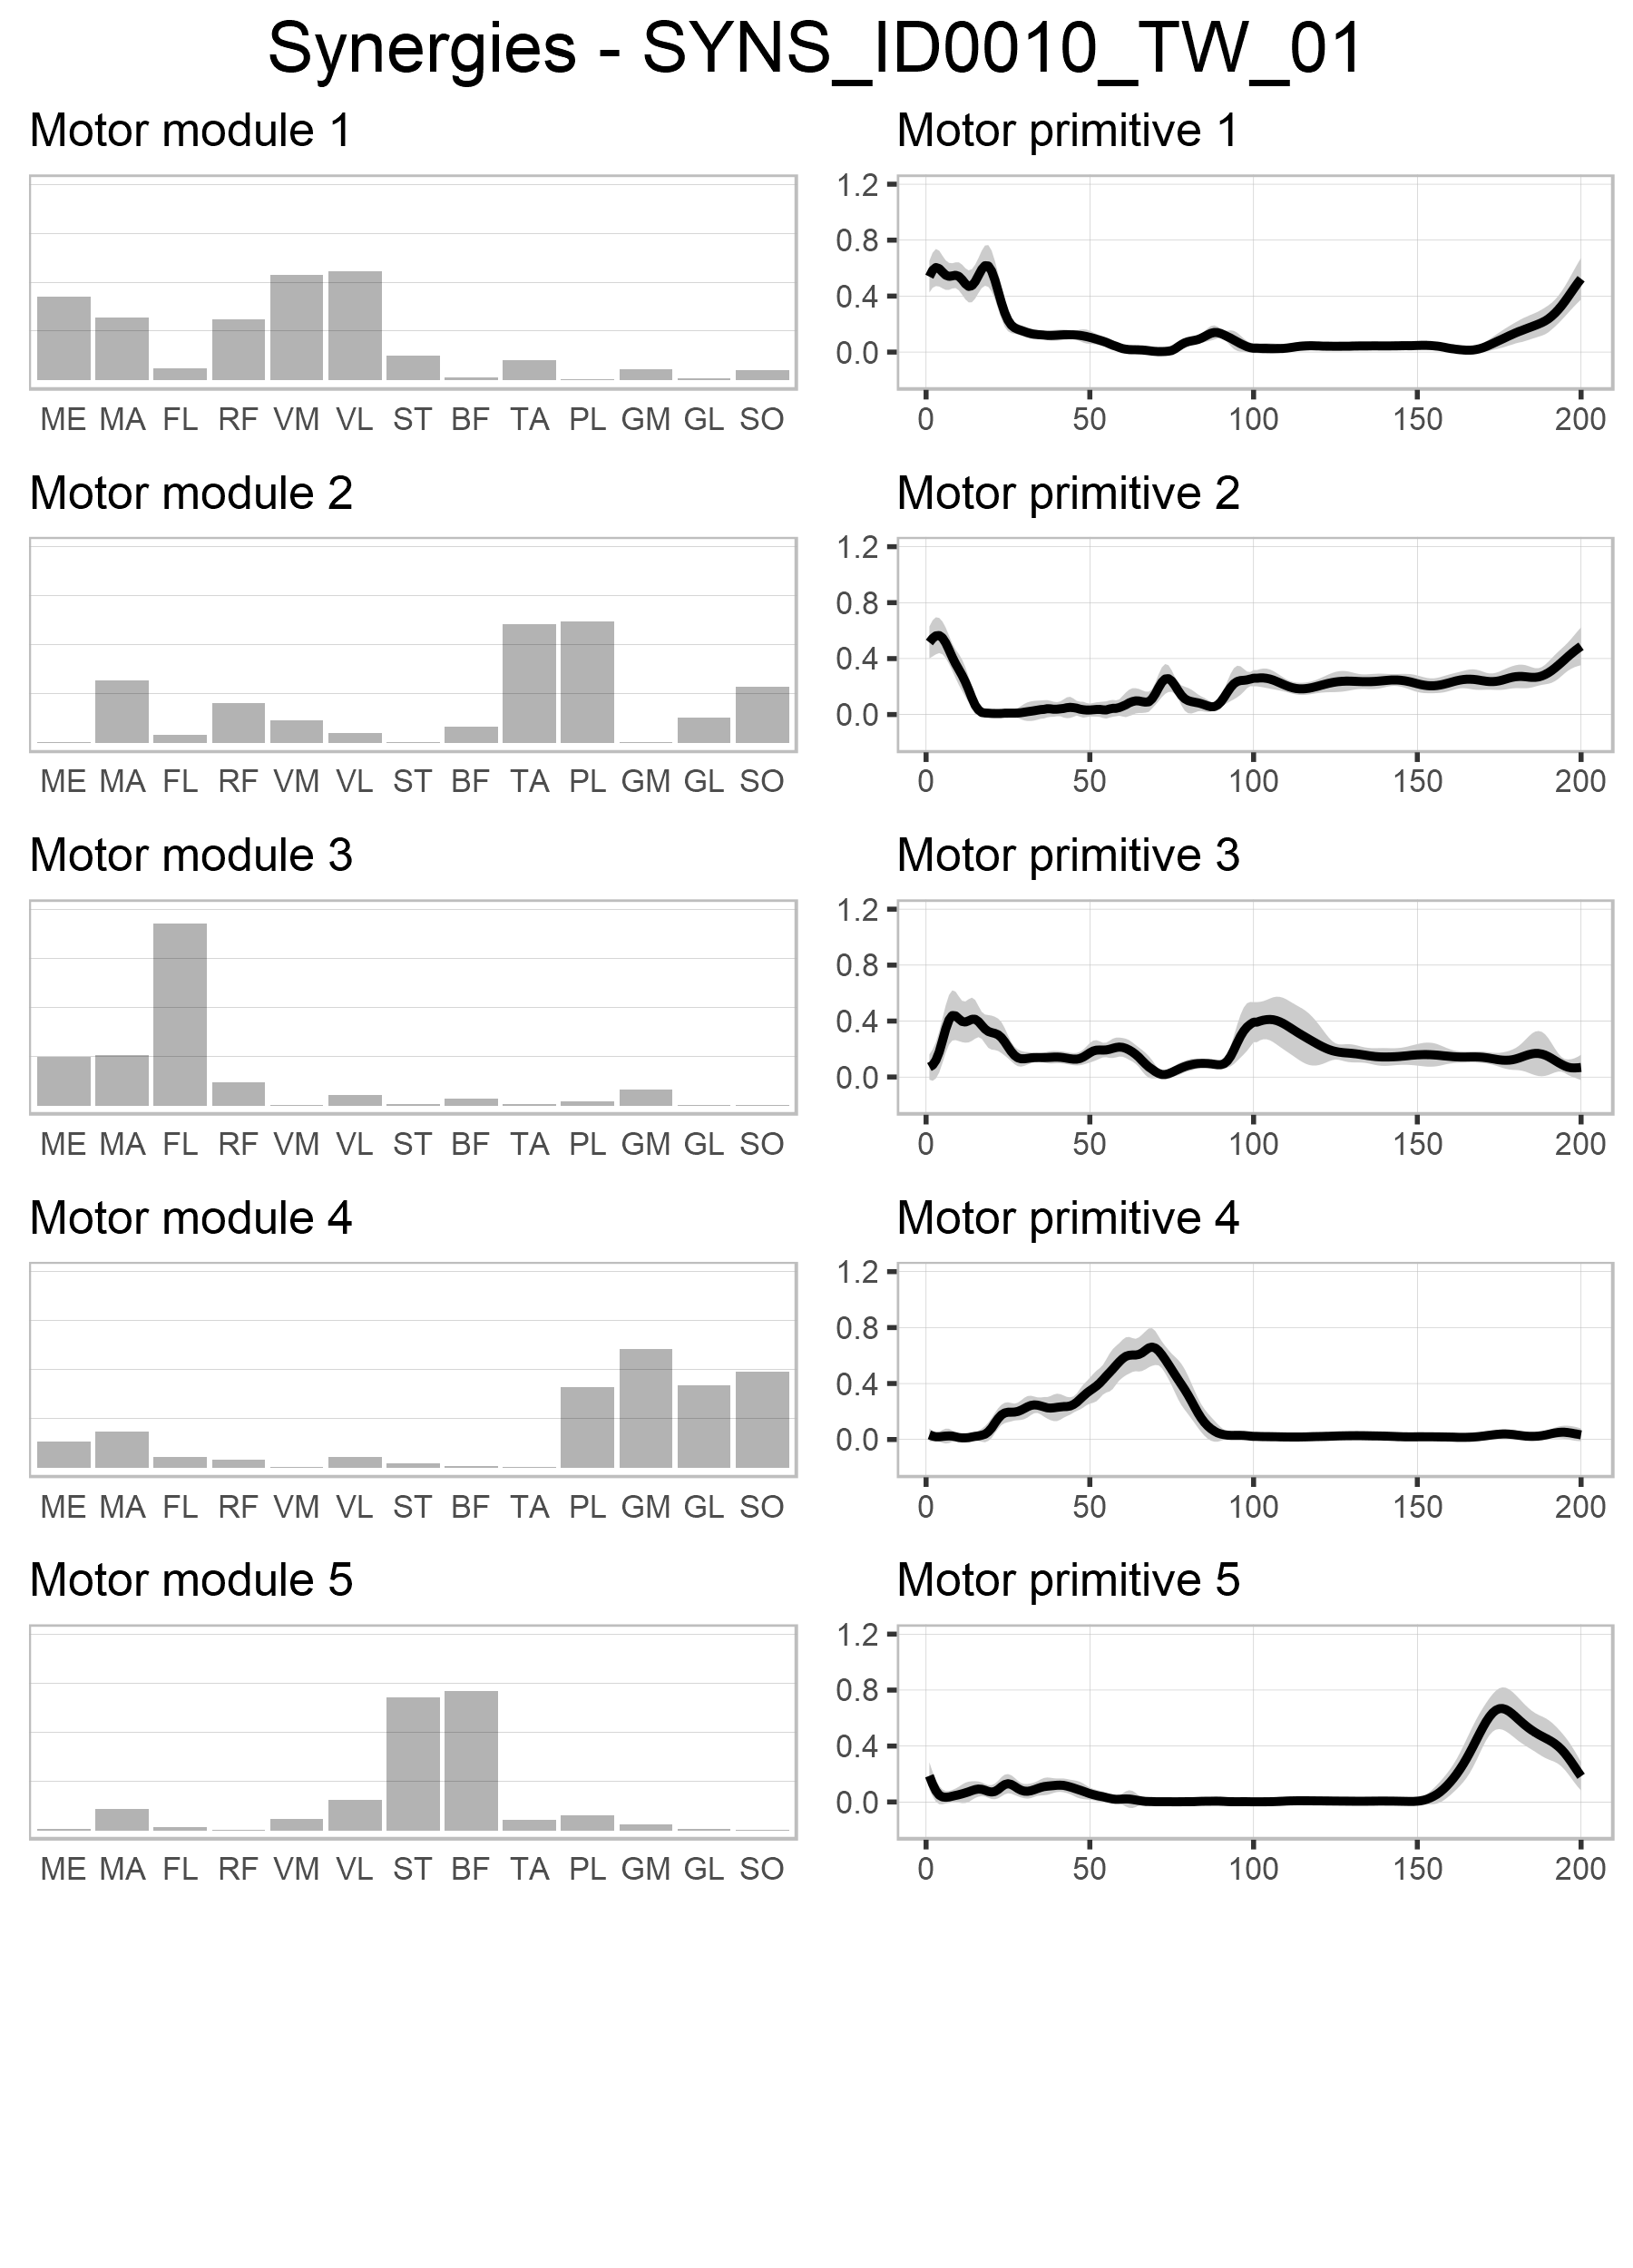 Synergies - SYNS_ID0010_TW_01
Motor module 1
Motor primitive 1
1.2
0.8
0.4
0.0
ME MA FL RF VM VL ST BF TA PL GM GL SO
0 50 100 150 200
Motor module 2
Motor primitive 2
1.2
0.8
0.4
0.0
ME MA FL RF VM VL ST BF TA PL GM GL SO
0 50 100 150 200
Motor module 3
Motor primitive 3
1.2
0.8
0.4
0.0
ME MA FL RF VM VL ST BF TA PL GM GL SO
0 50 100 150 200
Motor module 4
Motor primitive 4
1.2
0.8
0.4
0.0
ME MA FL RF VM VL ST BF TA PL GM GL SO
0 50 100 150 200
Motor module 5
Motor primitive 5
1.2
0.8
0.4
0.0
ME MA FL RF VM VL ST BF TA PL GM GL SO
0 50 100 150 200